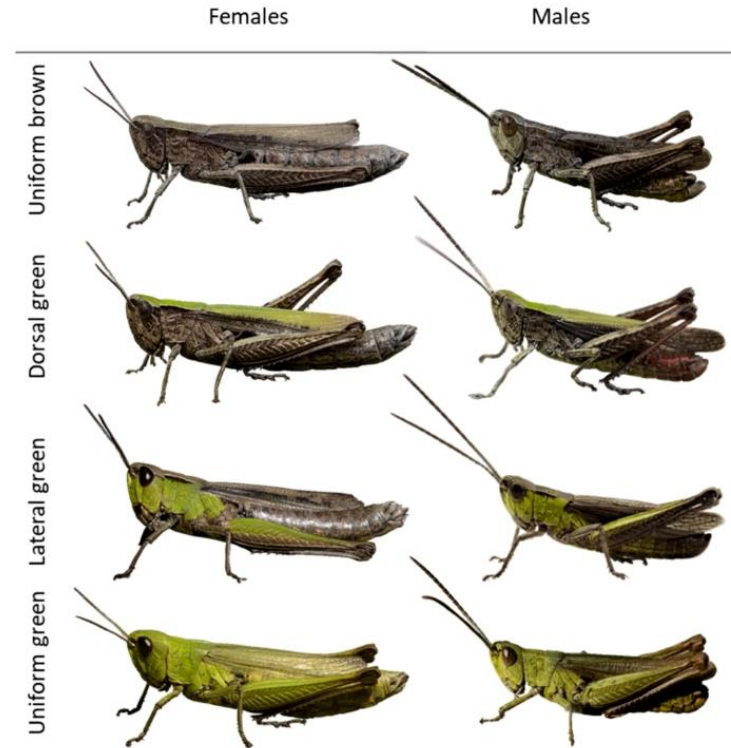 Females
Males
Uniform brown
Dorsal green
Lateral green
Uniform green